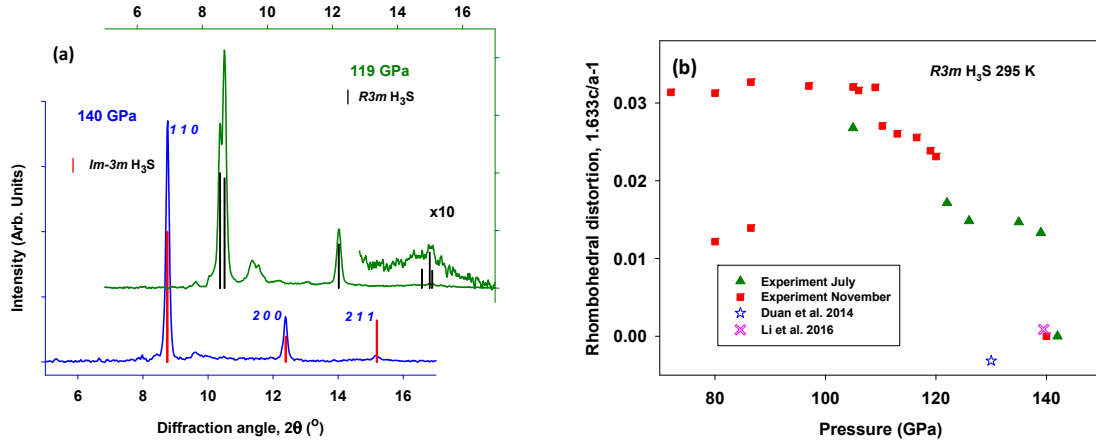 6 8 10 12 14 16
(a)
119 GPa
R3m H3S
140 GPa
1 1 0
Im-3m H3S
x10
2 0 0
2 1 1
Intensity (Arb. Units)
6 8 10 12 14 16
Diffraction angle, 2θ (O)
(b)
R3m H3S 295 K
0.03
0.02
0.01
0.00
Rhombohedral distortion, 1.633c/a-1
Experiment July
Experiment November
Duan et al. 2014
Li et al. 2016
80 100 120 140
Pressure (GPa)